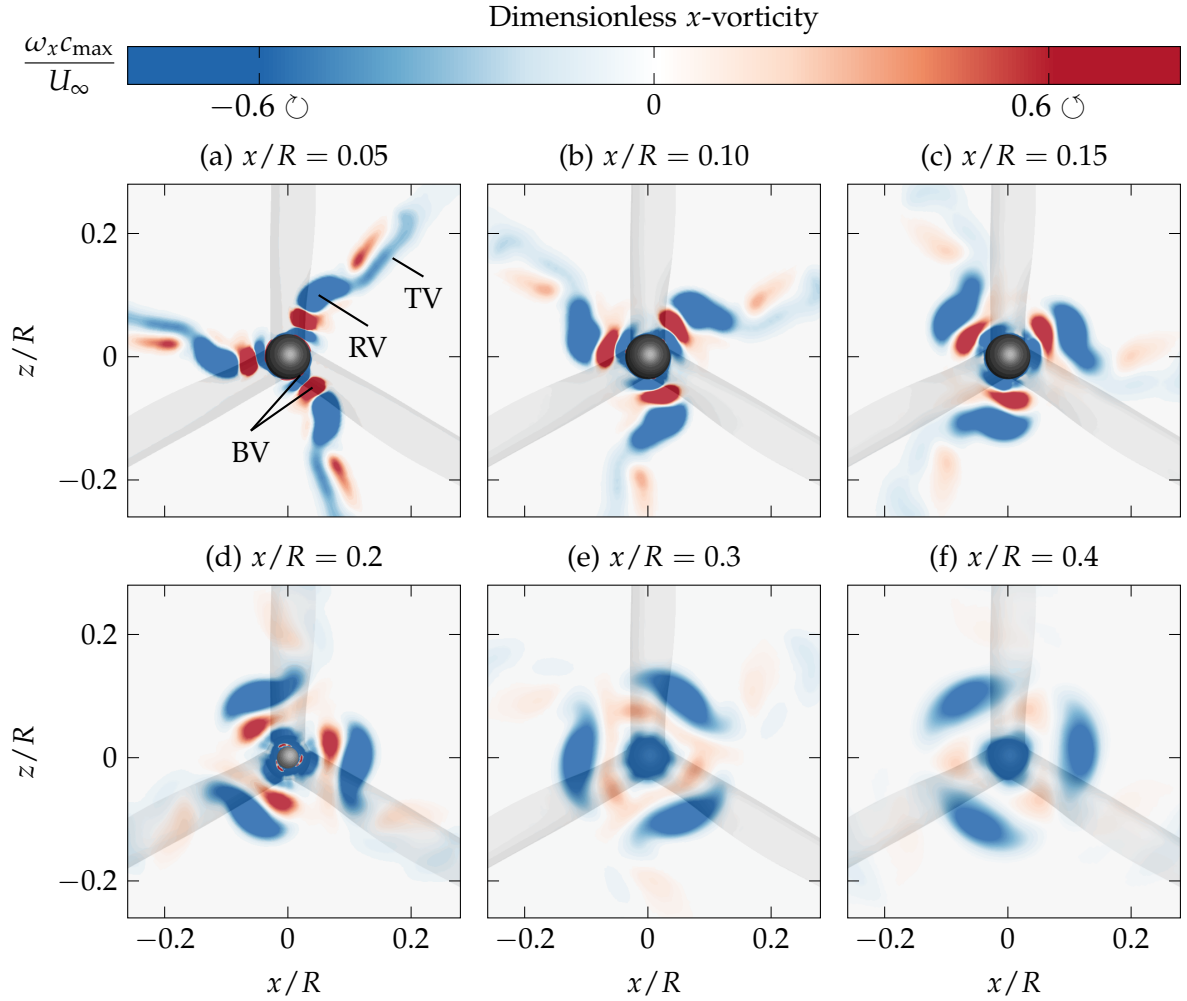 Dimensionless x-vorticity
ω_x c_max / U_∞
−0.6 ↻ 0 0.6 ↺
(a) x/R = 0.05 (b) x/R = 0.10 (c) x/R = 0.15
0.2
0
−0.2
z/R
TV
RV
BV
(d) x/R = 0.2 (e) x/R = 0.3 (f) x/R = 0.4
0.2
0
−0.2
z/R
−0.2 0 0.2 −0.2 0 0.2 −0.2 0 0.2
x/R x/R x/R